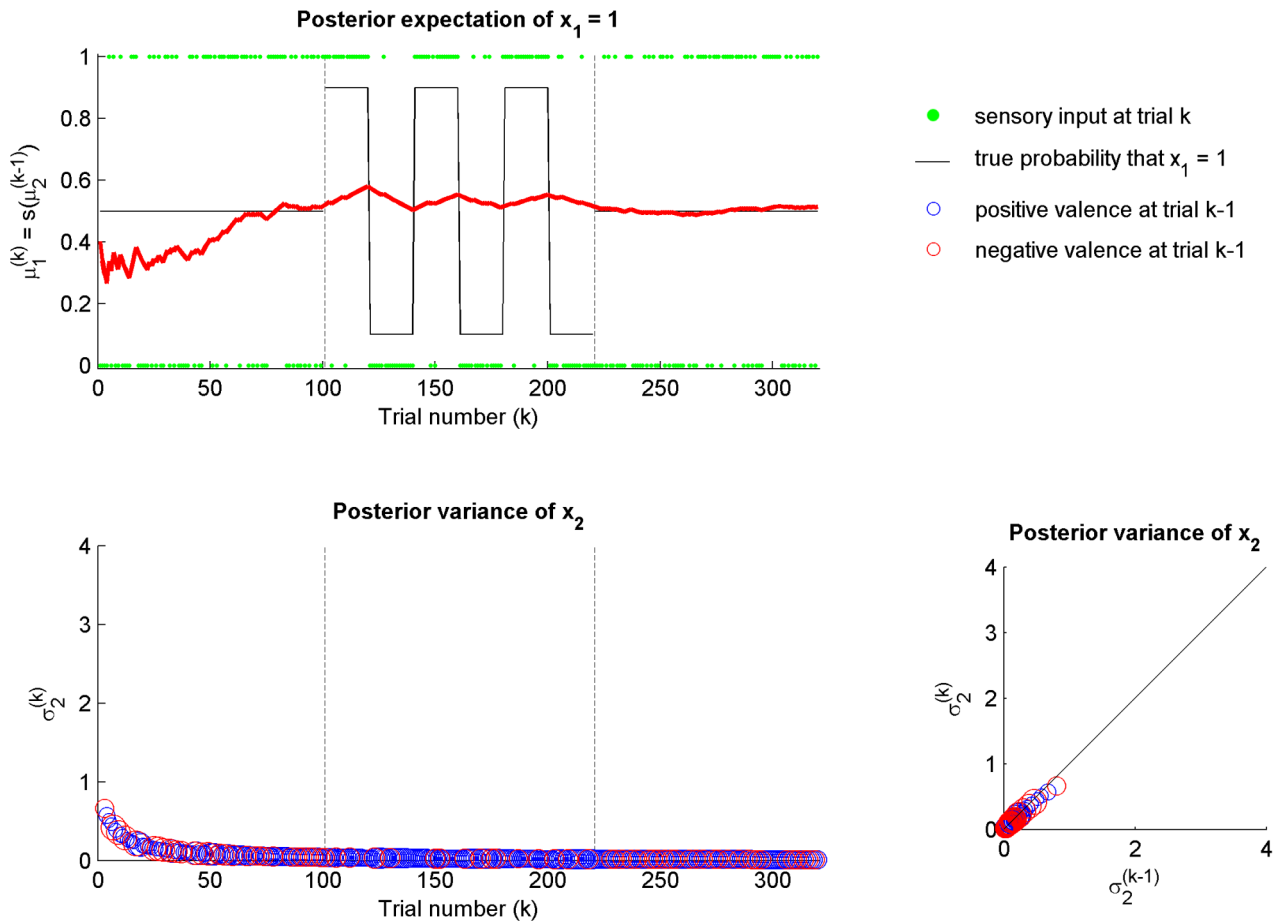 Posterior expectation of x₁ = 1
μ₁⁽ᵏ⁾ = s(μ₂⁽ᵏ⁻¹⁾)
1
0.8
0.6
0.4
0.2
0
0 50 100 150 200 250 300
Trial number (k)
sensory input at trial k
true probability that x₁ = 1
positive valence at trial k-1
negative valence at trial k-1
Posterior variance of x₂
σ₂⁽ᵏ⁾
4
3
2
1
0
0 50 100 150 200 250 300
Trial number (k)
Posterior variance of x₂
σ₂⁽ᵏ⁾
4
3
2
1
0
0 2 4
σ₂⁽ᵏ⁻¹⁾